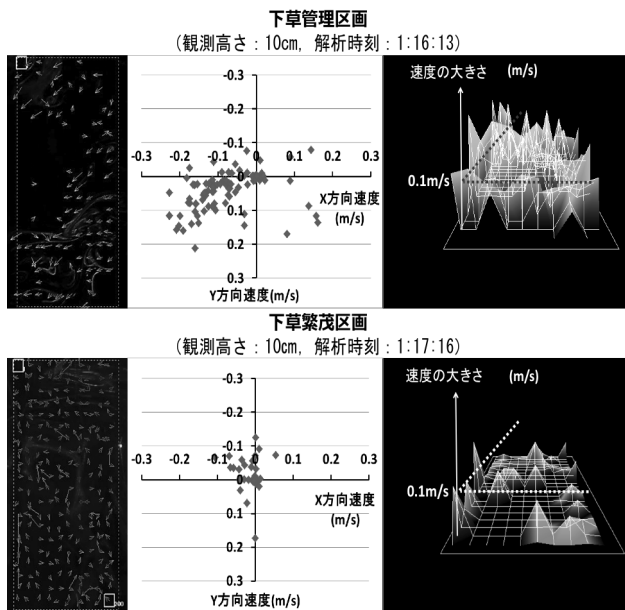 下草管理区画
(観測高さ：10cm, 解析時刻：1:16:13)
-0.3
-0.2
-0.1
-0.3 -0.2 -0.1 0 0 0.1 0.2 0.3
0.1
0.2
0.3
X方向速度
(m/s)
Y方向速度(m/s)
速度の大きさ (m/s)
0.1m/s
下草繁茂区画
(観測高さ：10cm, 解析時刻：1:17:16)
-0.3
-0.2
-0.1
-0.3 -0.2 -0.1 0 0 0.1 0.2 0.3
0.1
0.2
0.3
X方向速度
(m/s)
Y方向速度(m/s)
速度の大きさ (m/s)
0.1m/s